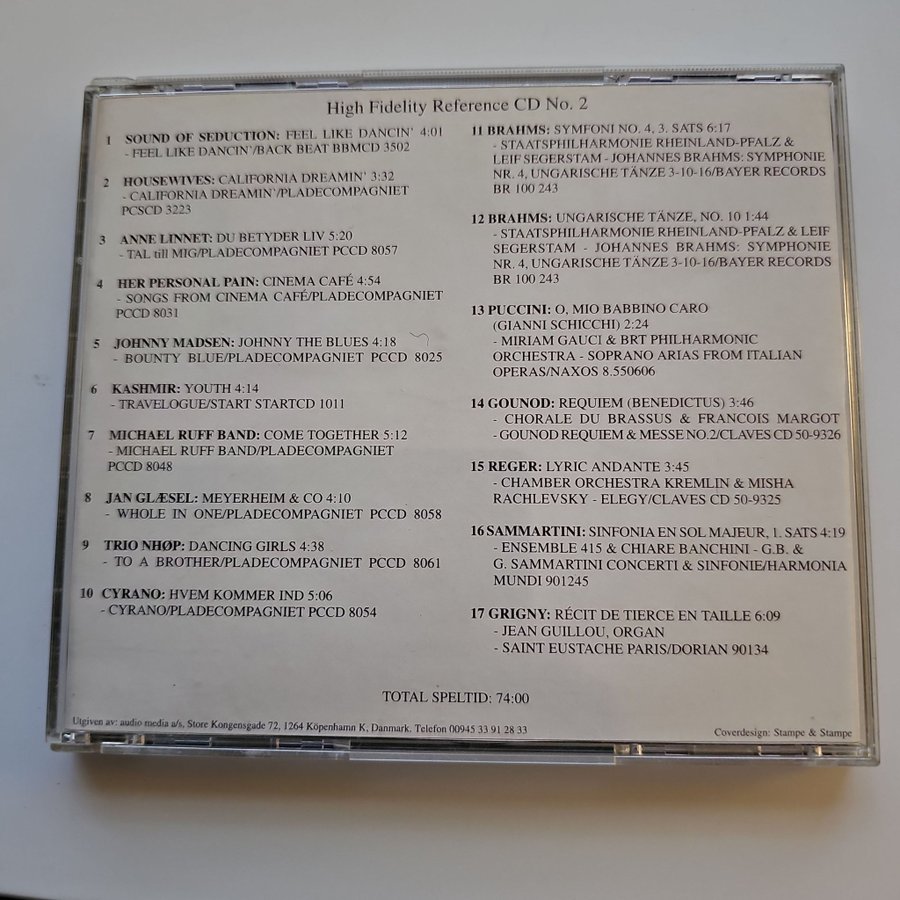 High Fidelity Reference CD No. 2
1 SOUND OF SEDUCTION: FEEL LIKE DANCIN' 4:01
- FEEL LIKE DANCIN'/BACK BEAT BBMCD 3502
2 HOUSEWIVES: CALIFORNIA DREAMIN' 3:32
- CALIFORNIA DREAMIN'/PLADECOMPAGNIET
PCSCD 3223
3 ANNE LINNET: DU BETYDER LIV 5:20
- TAL till MIG/PLADECOMPAGNIET PCCD 8057
4 HER PERSONAL PAIN: CINEMA CAFÉ 4:54
- SONGS FROM CINEMA CAFÉ/PLADECOMPAGNIET
PCCD 8031
5 JOHNNY MADSEN: JOHNNY THE BLUES 4:18
- BOUNTY BLUE/PLADECOMPAGNIET PCCD 8025
6 KASHMIR: YOUTH 4:14
- TRAVELOGUE/START STARTCD 1011
7 MICHAEL RUFF BAND: COME TOGETHER 5:12
- MICHAEL RUFF BAND/PLADECOMPAGNIET
PCCD 8048
8 JAN GLÆSEL: MEYERHEIM & CO 4:10
- WHOLE IN ONE/PLADECOMPAGNIET PCCD 8058
9 TRIO NHØP: DANCING GIRLS 4:38
- TO A BROTHER/PLADECOMPAGNIET PCCD 8061
10 CYRANO: HVEM KOMMER IND 5:06
- CYRANO/PLADECOMPAGNIET PCCD 8054
11 BRAHMS: SYMFONI NO. 4, 3. SATS 6:17
- STAATSPHILHARMONIE RHEINLAND-PFALZ &
LEIF SEGERSTAM - JOHANNES BRAHMS: SYMPHONIE
NR. 4, UNGARISCHE TÄNZE 3-10-16/BAYER RECORDS
BR 100 243
12 BRAHMS: UNGARISCHE TÄNZE, NO. 10 1:44
- STAATSPHILHARMONIE RHEINLAND-PFALZ & LEIF
SEGERSTAM - JOHANNES BRAHMS: SYMPHONIE
NR. 4, UNGARISCHE TÄNZE 3-10-16/BAYER RECORDS
BR 100 243
13 PUCCINI: O, MIO BABBINO CARO
(GIANNI SCHICCHI) 2:24
- MIRIAM GAUCI & BRT PHILHARMONIC
ORCHESTRA - SOPRANO ARIAS FROM ITALIAN
OPERAS/NAXOS 8.550606
14 GOUNOD: REQUIEM (BENEDICTUS) 3:46
- CHORALE DU BRASSUS & FRANCOIS MARGOT
- GOUNOD REQUIEM & MESSE NO.2/CLAVES CD 50-9326
15 REGER: LYRIC ANDANTE 3:45
- CHAMBER ORCHESTRA KREMLIN & MISHA
RACHLEVSKY - ELEGY/CLAVES CD 50-9325
16 SAMMARTINI: SINFONIA EN SOL MAJEUR, 1. SATS 4:19
- ENSEMBLE 415 & CHIARE BANCHINI - G.B. &
G. SAMMARTINI CONCERTI & SINFONIE/HARMONIA
MUNDI 901245
17 GRIGNY: RÉCIT DE TIERCE EN TAILLE 6:09
- JEAN GUILLOU, ORGAN
- SAINT EUSTACHE PARIS/DORIAN 90134
TOTAL SPELTID: 74:00
Utgiven av: audio media a/s, Store Kongensgade 72, 1264 Köpenhamn K, Danmark. Telefon 00945 33 91 28 33
Coverdesign: Stampe & Stampe